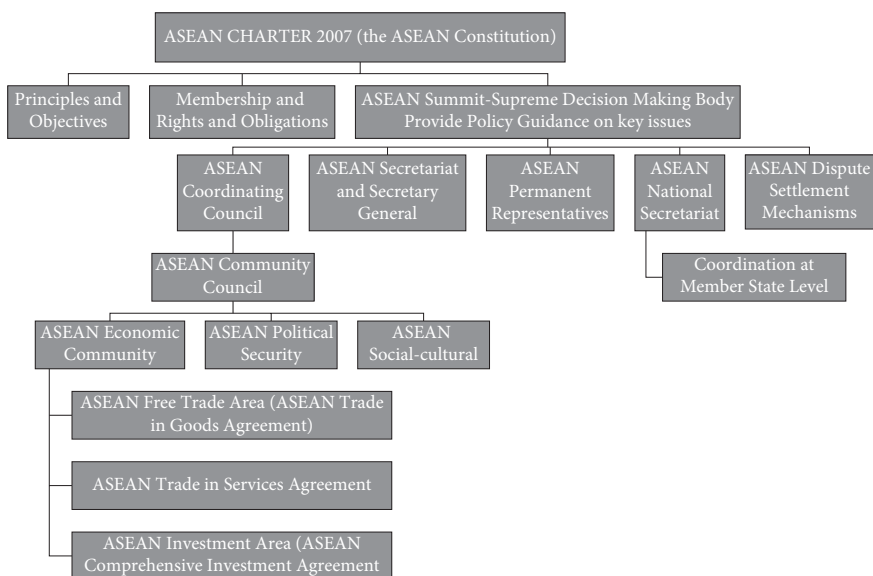 ASEAN CHARTER 2007 (the ASEAN Constitution)
Principles and
Objectives
Membership and
Rights and Obligations
ASEAN Summit-Supreme Decision Making Body
Provide Policy Guidance on key issues
ASEAN
Coordinating
Council
ASEAN Secretariat
and Secretary
General
ASEAN
Permanent
Representatives
ASEAN
National
Secretariat
ASEAN Dispute
Settlement
Mechanisms
Coordination at
Member State Level
ASEAN Community
Council
ASEAN Economic
Community
ASEAN Political
Security
ASEAN
Social-cultural
ASEAN Free Trade Area (ASEAN Trade
in Goods Agreement)
ASEAN Trade in Services Agreement
ASEAN Investment Area (ASEAN
Comprehensive Investment Agreement